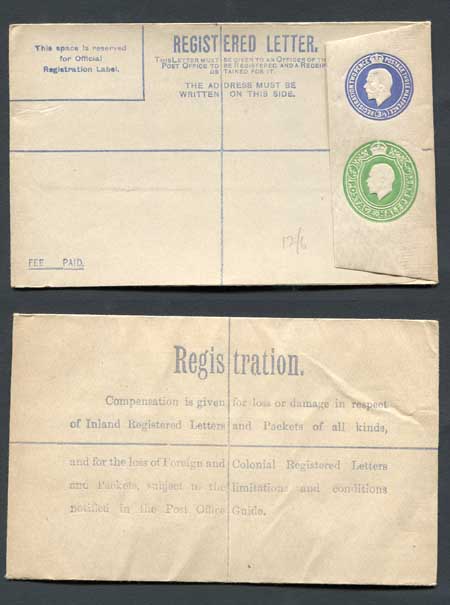 This space is reserved
for Official
Registration Label.
REGISTERED LETTER.
THIS LETTER MUST BE GIVEN TO AN OFFICER OF TH
POST OFFICE TO BE REGISTERED AND A RECEIP
OBTAINED FOR IT.
THE ADDRESS MUST BE
WRITTEN ON THIS SIDE.
FEE PAID.
12/6
Registration.
Compensation is given for loss or damage in respect
of Inland Registered Letters and Packets of all kinds,
and for the loss of Foreign and Colonial Registered Letters
and Packets, subject to the limitations and conditions
notified in the Post Office Guide.